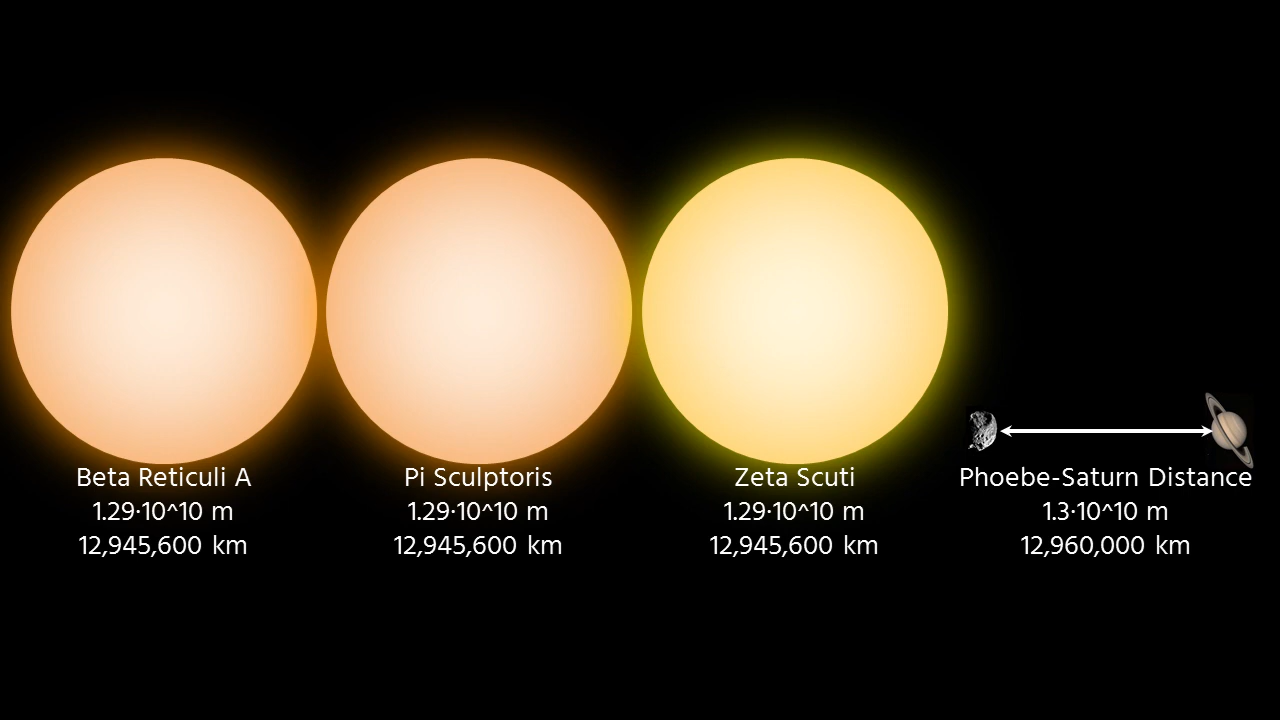 Beta Reticuli A
1.29·10^10 m
12,945,600 km
Pi Sculptoris
1.29·10^10 m
12,945,600 km
Zeta Scuti
1.29·10^10 m
12,945,600 km
Phoebe-Saturn Distance
1.3·10^10 m
12,960,000 km